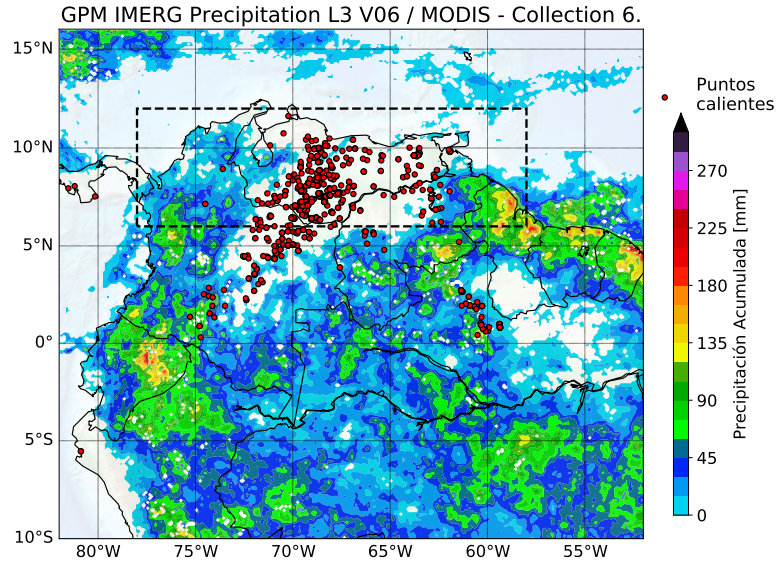 GPM IMERG Precipitation L3 V06 / MODIS - Collection 6.
15°N
10°N
5°N
0°
5°S
10°S
80°W
75°W
70°W
65°W
60°W
55°W
Puntos
calientes
270
225
180
135
90
45
0
Precipitación Acumulada [mm]